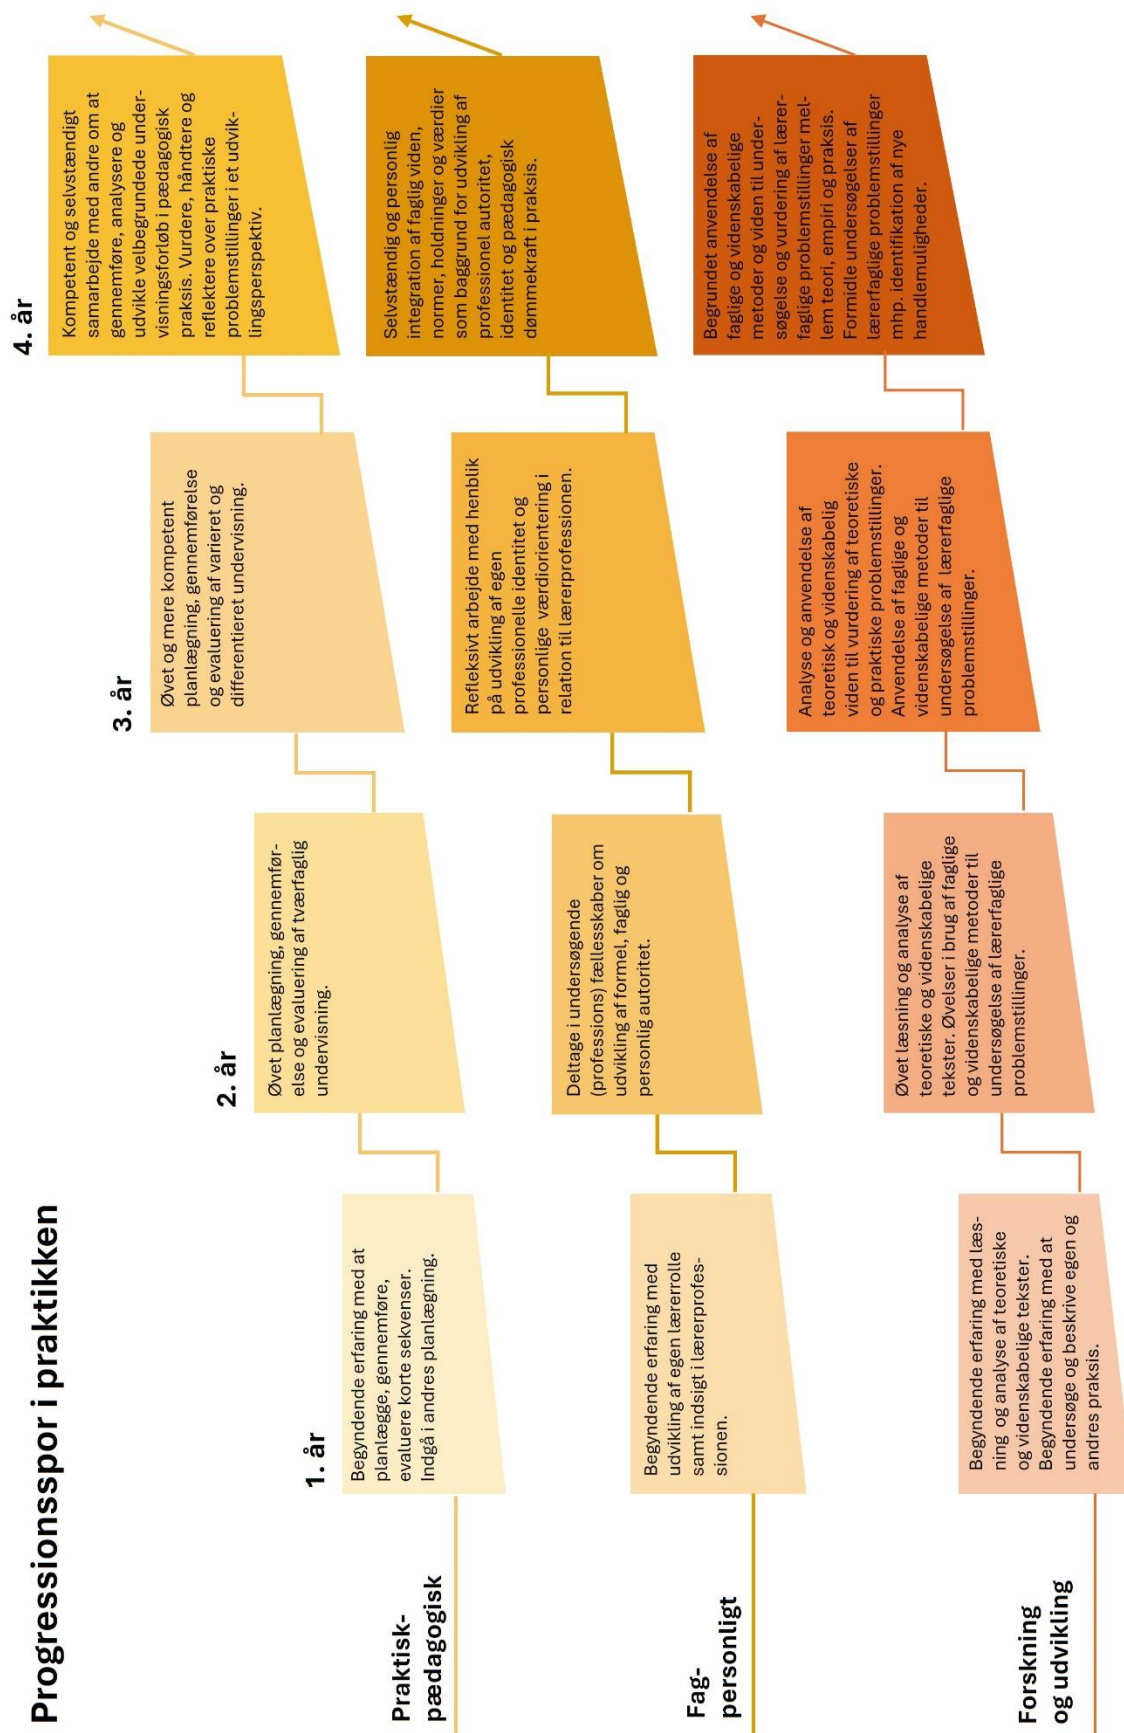 Progressionsspor i praktikken
1. år
2. år
3. år
4. år
Praktisk-
pædagogisk
Begyndende erfaring med at
planlægge, gennemføre,
evaluere korte sekvenser.
Indgå i andres planlægning.
Øvet planlægning, gennemfør-
else og evaluering af tværfaglig
undervisning.
Øvet og mere kompetent
planlægning, gennemførelse
og evaluering af varieret og
differentieret undervisning.
Kompetent og selvstændigt
samarbejde med andre om at
gennemføre, analysere og
udvikle velbegrundede under-
visningsforløb i pædagogisk
praksis. Vurdere, håndtere og
reflektere over praktiske
problemstillinger i et udvik-
lingsperspektiv.
Fag-
personligt
Begyndende erfaring med
udvikling af egen lærerrolle
samt indsigt i lærerprofes-
sionen.
Deltage i undersøgende
(professions) fællesskaber om
udvikling af formel, faglig og
personlig autoritet.
Refleksivt arbejde med henblik
på udvikling af egen
professionelle identitet og
personlige værdiorientering i
relation til lærerprofessionen.
Selvstændig og personlig
integration af faglig viden,
normer, holdninger og værdier
som baggrund for udvikling af
professionel autoritet,
identitet og pædagogisk
dømmekraft i praksis.
Forskning
og udvikling
Begyndende erfaring med læs-
ning og analyse af teoretiske
og videnskabelige tekster.
Begyndende erfaring med at
undersøge og beskrive egen og
andres praksis.
Øvet læsning og analyse af
teoretiske og videnskabelige
tekster. Øvelser i brug af faglige
og videnskabelige metoder til
undersøgelse af lærerfaglige
problemstillinger.
Analyse og anvendelse af
teoretisk og videnskabelig
viden til vurdering af teoretiske
og praktiske problemstillinger.
Anvendelse af faglige og
videnskabelige metoder til
undersøgelse af lærerfaglige
problemstillinger.
Begrundet anvendelse af
faglige og videnskabelige
metoder og viden til under-
søgelse og vurdering af lærer-
faglige problemstillinger mel-
lem teori, empiri og praksis.
Formidle undersøgelser af
lærerfaglige problemstillinger
mhp. identifikation af nye
handlemuligheder.